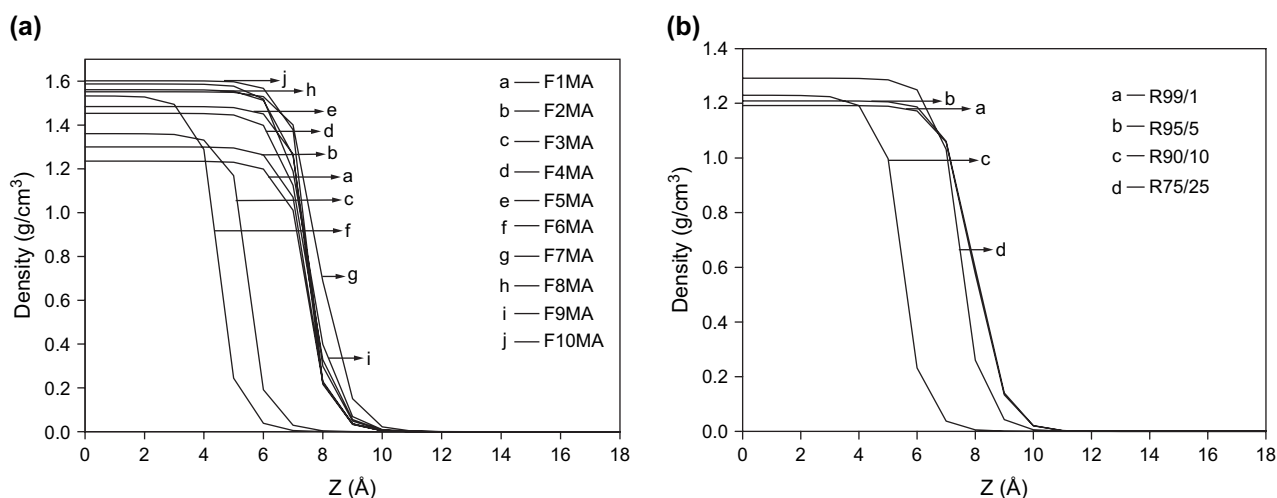 (a)
Density (g/cm³)
1.6
1.4
1.2
1.0
0.8
0.6
0.4
0.2
0.0
0 2 4 6 8 10 12 14 16 18
Z (Å)
j
h
e
d
b
a
c
f
g
i
a F1MA
b F2MA
c F3MA
d F4MA
e F5MA
f F6MA
g F7MA
h F8MA
i F9MA
j F10MA
(b)
Density (g/cm³)
1.4
1.2
1.0
0.8
0.6
0.4
0.2
0.0
0 2 4 6 8 10 12 14 16 18
Z (Å)
b
a
c
d
a R99/1
b R95/5
c R90/10
d R75/25